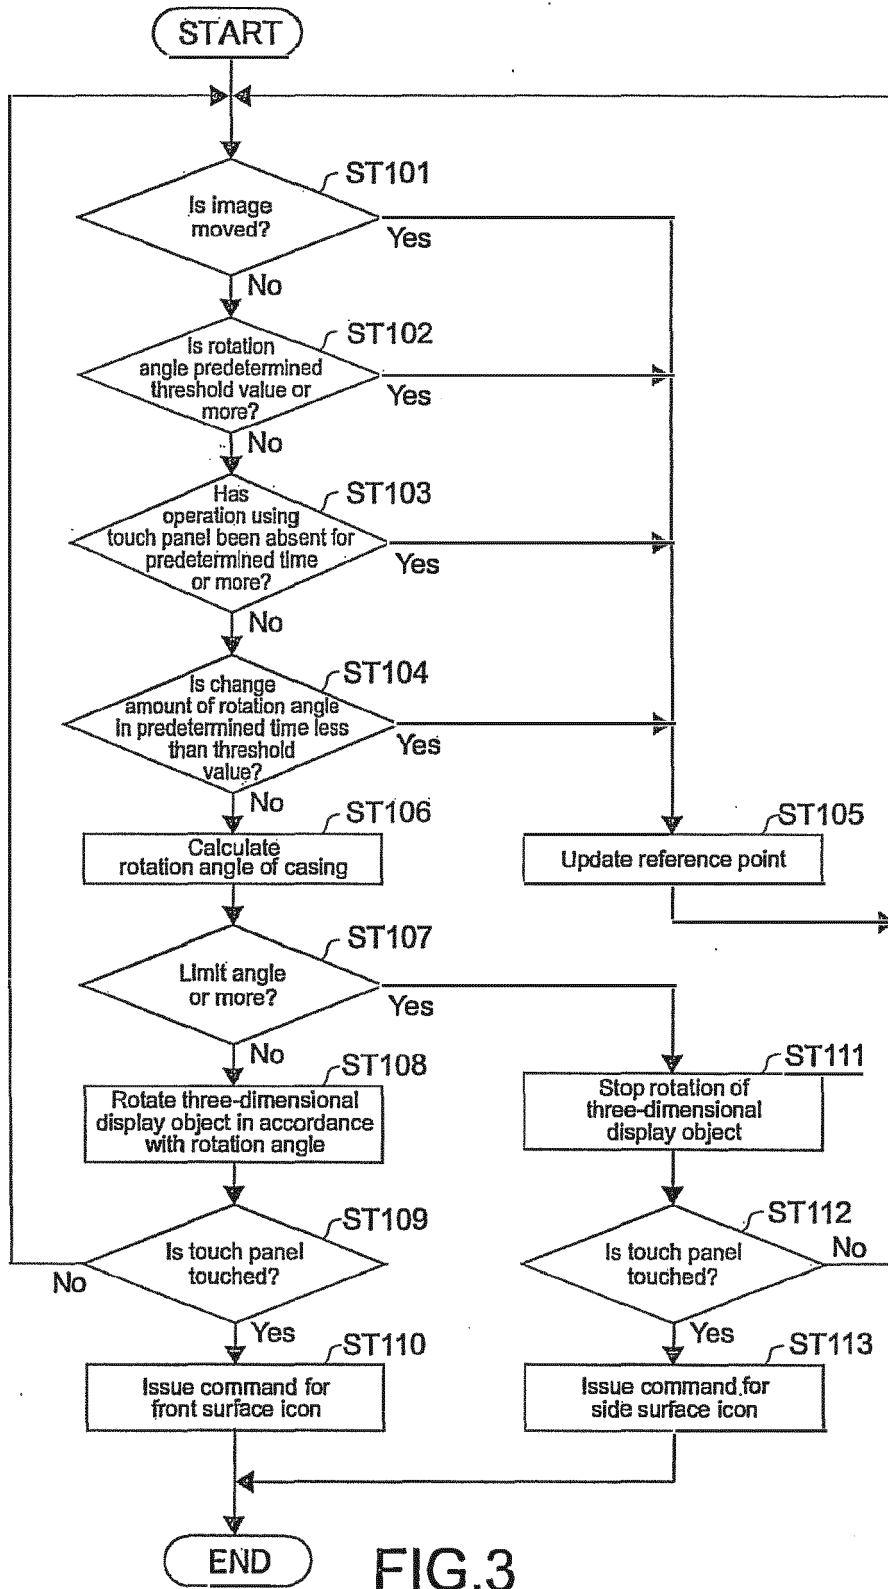 START
ST101
Is image
moved?
Yes
No
ST102
Is rotation
angle predetermined
threshold value or
more?
Yes
No
ST103
Has
operation using
touch panel been absent for
predetermined time
or more?
Yes
No
ST104
Is change
amount of rotation angle
in predetermined time less
than threshold
value?
Yes
No
ST106
Calculate
rotation angle of casing
ST105
Update reference point
ST107
Limit angle
or more?
Yes
No
ST108
Rotate three-dimensional
display object in accordance
with rotation angle
ST111
Stop rotation of
three-dimensional
display object
ST109
Is touch panel
touched?
No
Yes
ST112
Is touch panel
touched?
No
Yes
ST110
Issue command for
front surface icon
ST113
Issue command for
side surface icon
END
FIG.3